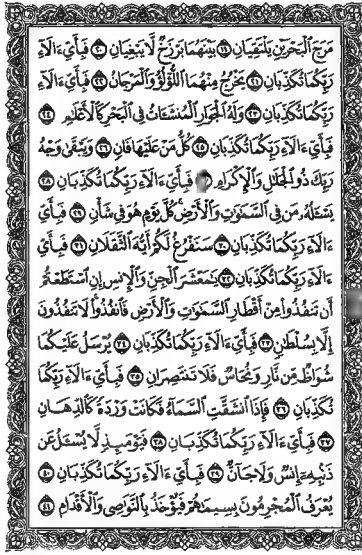 مَرَجَ ٱلْبَحْرَيْنِ يَلْتَقِيَانِ ١٩ بَيْنَهُمَا بَرْزَخٌ لَّا يَبْغِيَانِ ٢٠ فَبِأَىِّ ءَالَآءِ
رَبِّكُمَا تُكَذِّبَانِ ٢١ يَخْرُجُ مِنْهُمَا ٱللُّؤْلُؤُ وَٱلْمَرْجَانُ ٢٢ فَبِأَىِّ ءَالَآءِ
رَبِّكُمَا تُكَذِّبَانِ ٢٣ وَلَهُ ٱلْجَوَارِ ٱلْمُنشَـَٔاتُ فِى ٱلْبَحْرِ كَٱلْأَعْلَـٰمِ ٢٤
فَبِأَىِّ ءَالَآءِ رَبِّكُمَا تُكَذِّبَانِ ٢٥ كُلُّ مَنْ عَلَيْهَا فَانٍ ٢٦ وَيَبْقَىٰ وَجْهُ
رَبِّكَ ذُو ٱلْجَلَـٰلِ وَٱلْإِكْرَامِ فَبِأَىِّ ءَالَآءِ رَبِّكُمَا تُكَذِّبَانِ ٢٨
يَسْـَٔلُهُۥ مَن فِى ٱلسَّمَـٰوَٰتِ وَٱلْأَرْضِ كُلَّ يَوْمٍ هُوَ فِى شَأْنٍ ٢٩ فَبِأَىِّ
ءَالَآءِ رَبِّكُمَا تُكَذِّبَانِ ٣٠ سَنَفْرُغُ لَكُمْ أَيُّهَ ٱلثَّقَلَانِ ٣١ فَبِأَىِّ
ءَالَآءِ رَبِّكُمَا تُكَذِّبَانِ ٣٢ يَـٰمَعْشَرَ ٱلْجِنِّ وَٱلْإِنسِ إِنِ ٱسْتَطَعْتُمْ
أَن تَنفُذُوا۟ مِنْ أَقْطَارِ ٱلسَّمَـٰوَٰتِ وَٱلْأَرْضِ فَٱنفُذُوا۟ لَا تَنفُذُونَ
إِلَّا بِسُلْطَـٰنٍ ٣٣ فَبِأَىِّ ءَالَآءِ رَبِّكُمَا تُكَذِّبَانِ ٣٤ يُرْسَلُ عَلَيْكُمَا
شُوَاظٌ مِّن نَّارٍ وَنُحَاسٌ فَلَا تَنتَصِرَانِ ٣٥ فَبِأَىِّ ءَالَآءِ رَبِّكُمَا
تُكَذِّبَانِ ٣٦ فَإِذَا ٱنشَقَّتِ ٱلسَّمَآءُ فَكَانَتْ وَرْدَةً كَٱلدِّهَانِ
٣٧ فَبِأَىِّ ءَالَآءِ رَبِّكُمَا تُكَذِّبَانِ ٣٨ فَيَوْمَئِذٍ لَّا يُسْـَٔلُ عَن
ذَنۢبِهِۦٓ إِنسٌ وَلَا جَآنٌّ ٣٩ فَبِأَىِّ ءَالَآءِ رَبِّكُمَا تُكَذِّبَانِ ٤٠
يُعْرَفُ ٱلْمُجْرِمُونَ بِسِيمَـٰهُمْ فَيُؤْخَذُ بِٱلنَّوَٰصِى وَٱلْأَقْدَامِ ٤١